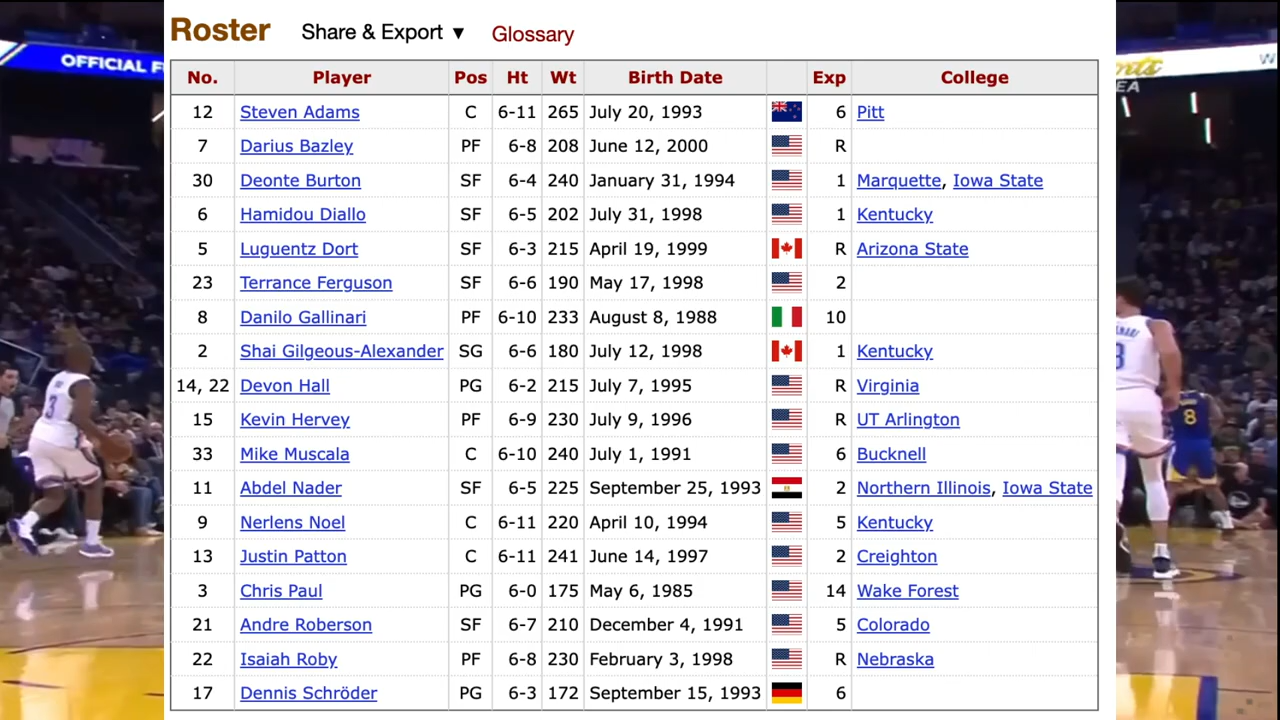 Roster Share & Export ▼ Glossary
No. Player Pos Ht Wt Birth Date Exp College
12 Steven Adams C 6-11 265 July 20, 1993 6 Pitt
7 Darius Bazley PF 6-8 208 June 12, 2000 R
30 Deonte Burton SF 6-4 240 January 31, 1994 1 Marquette, Iowa State
6 Hamidou Diallo SF 6-5 202 July 31, 1998 1 Kentucky
5 Luguentz Dort SF 6-3 215 April 19, 1999 R Arizona State
23 Terrance Ferguson SF 6-6 190 May 17, 1998 2
8 Danilo Gallinari PF 6-10 233 August 8, 1988 10
2 Shai Gilgeous-Alexander SG 6-6 180 July 12, 1998 1 Kentucky
14, 22 Devon Hall PG 6-2 215 July 7, 1995 R Virginia
15 Kevin Hervey PF 6-9 230 July 9, 1996 R UT Arlington
33 Mike Muscala C 6-10 240 July 1, 1991 6 Bucknell
11 Abdel Nader SF 6-5 225 September 25, 1993 2 Northern Illinois, Iowa State
9 Nerlens Noel C 6-11 220 April 10, 1994 5 Kentucky
13 Justin Patton C 6-11 241 June 14, 1997 2 Creighton
3 Chris Paul PG 6-0 175 May 6, 1985 14 Wake Forest
21 Andre Roberson SF 6-7 210 December 4, 1991 5 Colorado
22 Isaiah Roby PF 6-8 230 February 3, 1998 R Nebraska
17 Dennis Schröder PG 6-3 172 September 15, 1993 6
OFFICIAL F
3
8